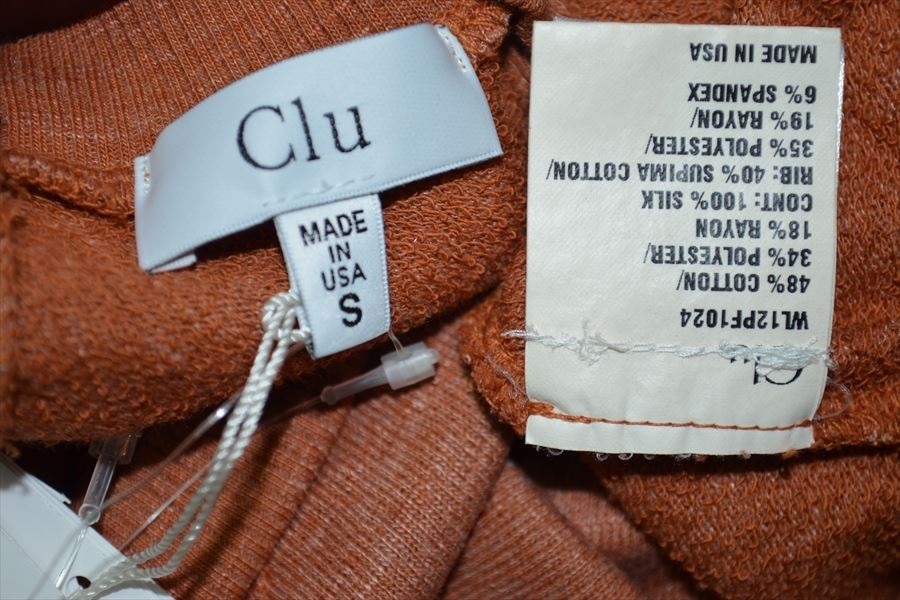 Clu
MADE
IN
USA
S
Clu
WL12PF1024
48% COTTON/
34% POLYESTER/
18% RAYON
CONT: 100% SILK
RIB: 40% SUPIMA COTTON/
35% POLYESTER/
19% RAYON/
6% SPANDEX
MADE IN USA